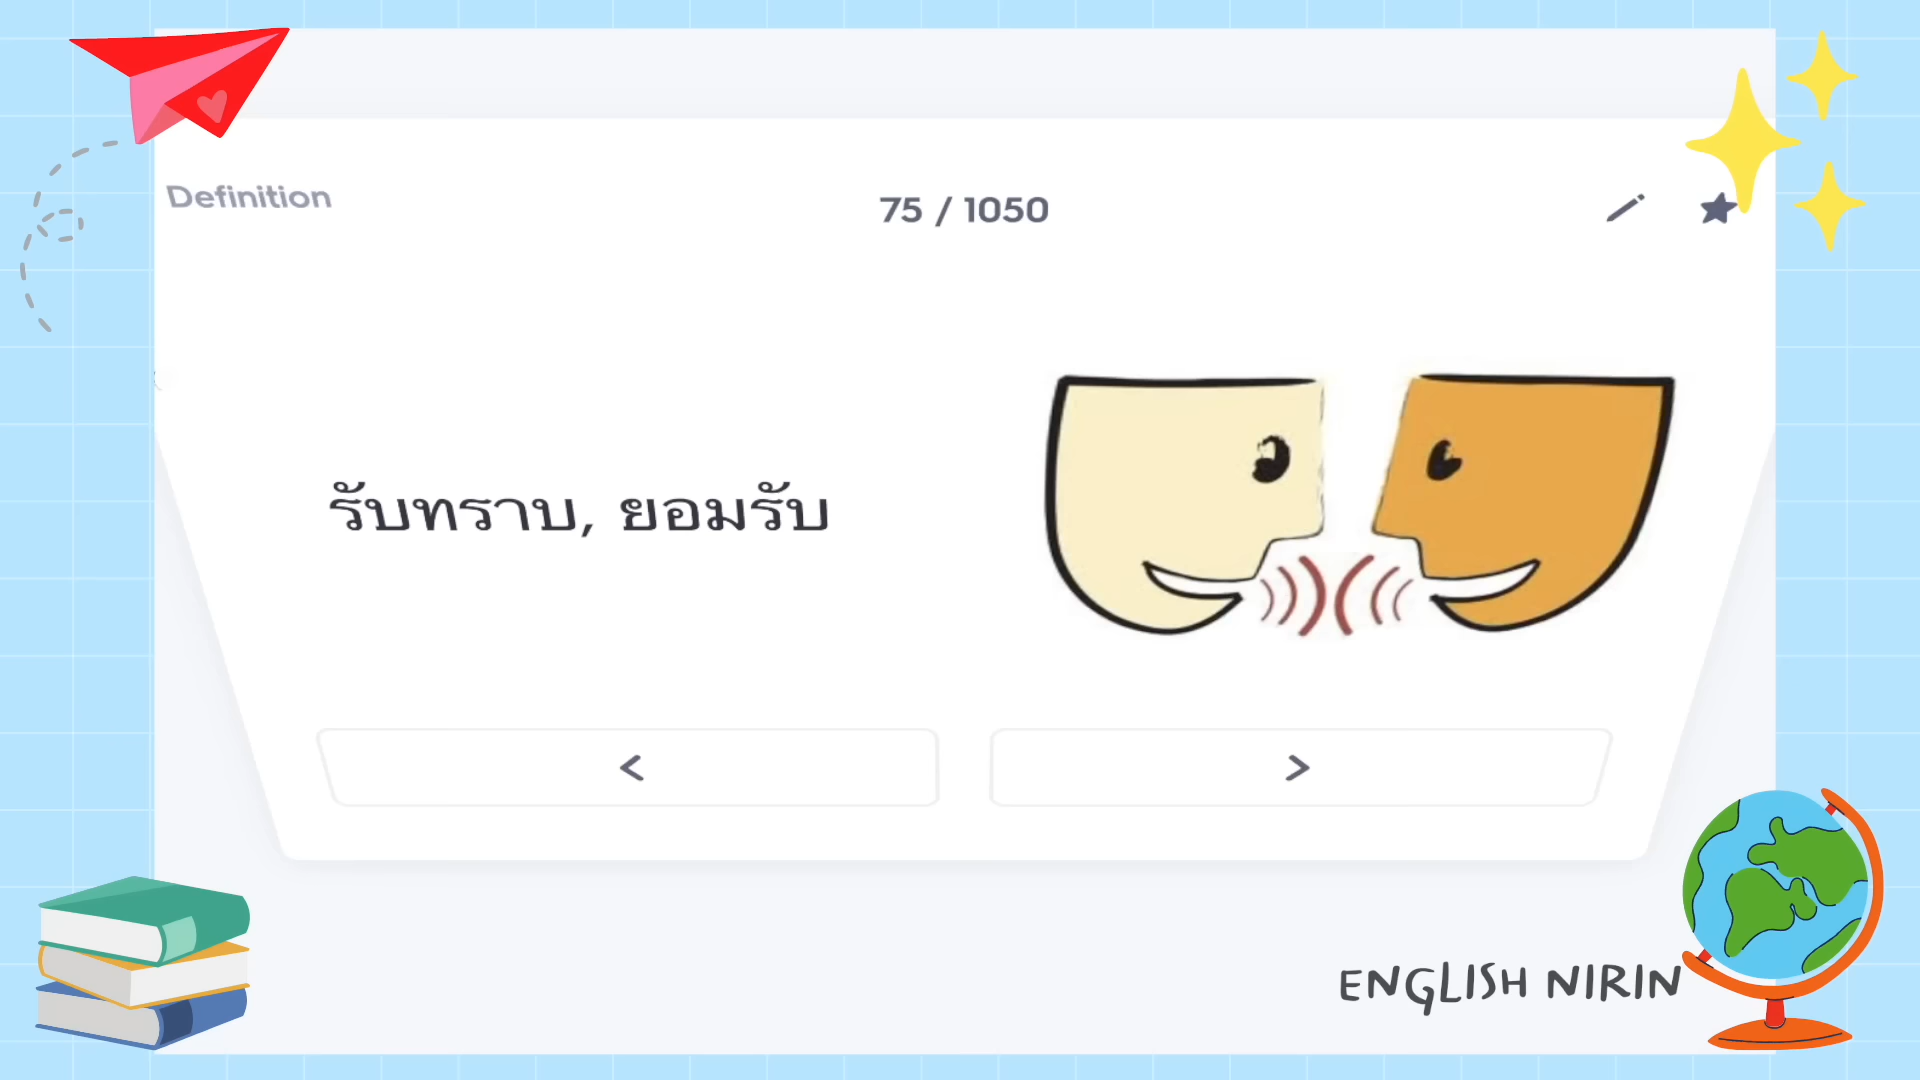 Definition
75 / 1050
รับทราบ, ยอมรับ
<
>
ENGLISH NIRIN